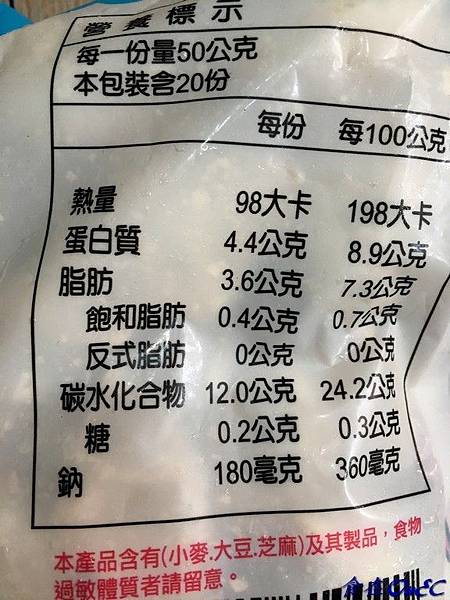 營養標示
每一份量50公克
本包裝含20份
每份 每100公克
熱量 98大卡 198大卡
蛋白質 4.4公克 8.9公克
脂肪 3.6公克 7.3公克
飽和脂肪 0.4公克 0.7公克
反式脂肪 0公克 0公克
碳水化合物 12.0公克 24.2公克
糖 0.2公克 0.3公克
鈉 180毫克 360毫克
本產品含有(小麥.大豆.芝麻)及其製品，食物
過敏體質者請留意。